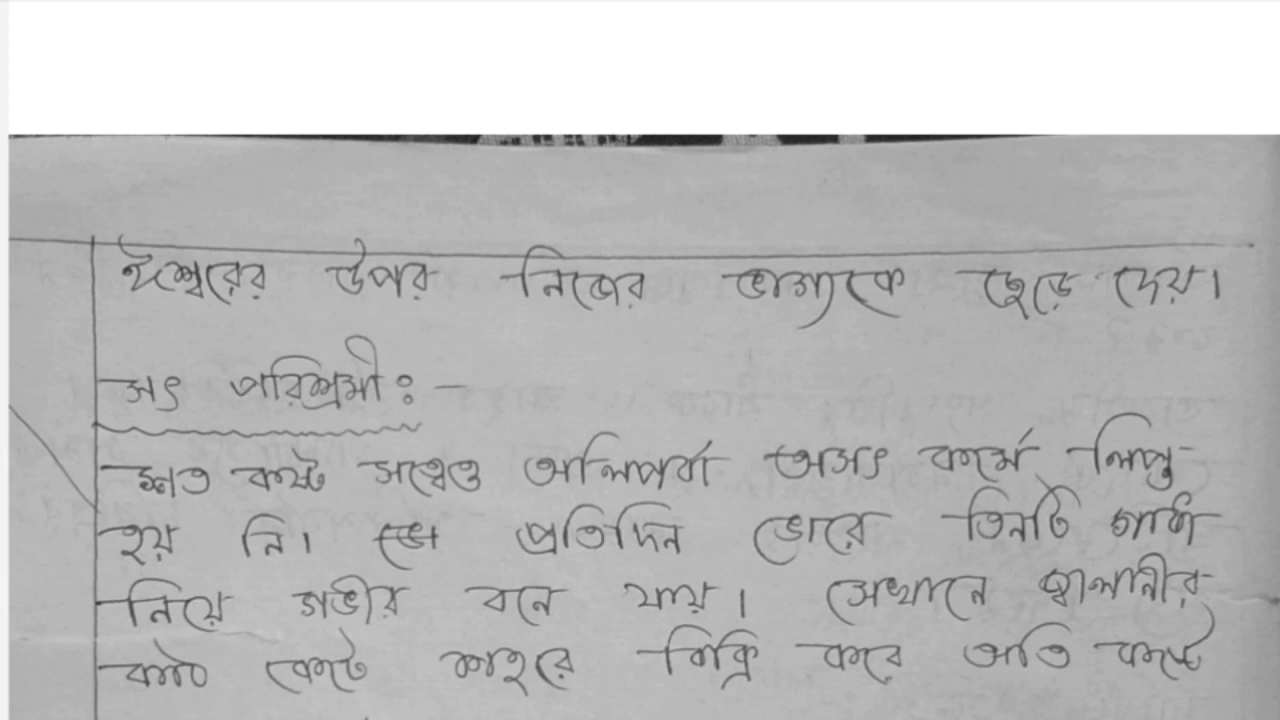 ঈশ্বরের উপর নিজের ভাগ্যকে ছেড়ে দেয়।
সৎ পরিশ্রমী ঃ-
শত কষ্ট সত্বেও আলিপর্বা অসৎ কর্মে লিপ্ত
হয় নি। প্রতিদিন ভোরে তিনটি গাধা
নিয়ে গভীর বনে যায়। সেখানে জ্বালানীর
কাঠ কেটে শহরে বিক্রি করে অতি কষ্টে